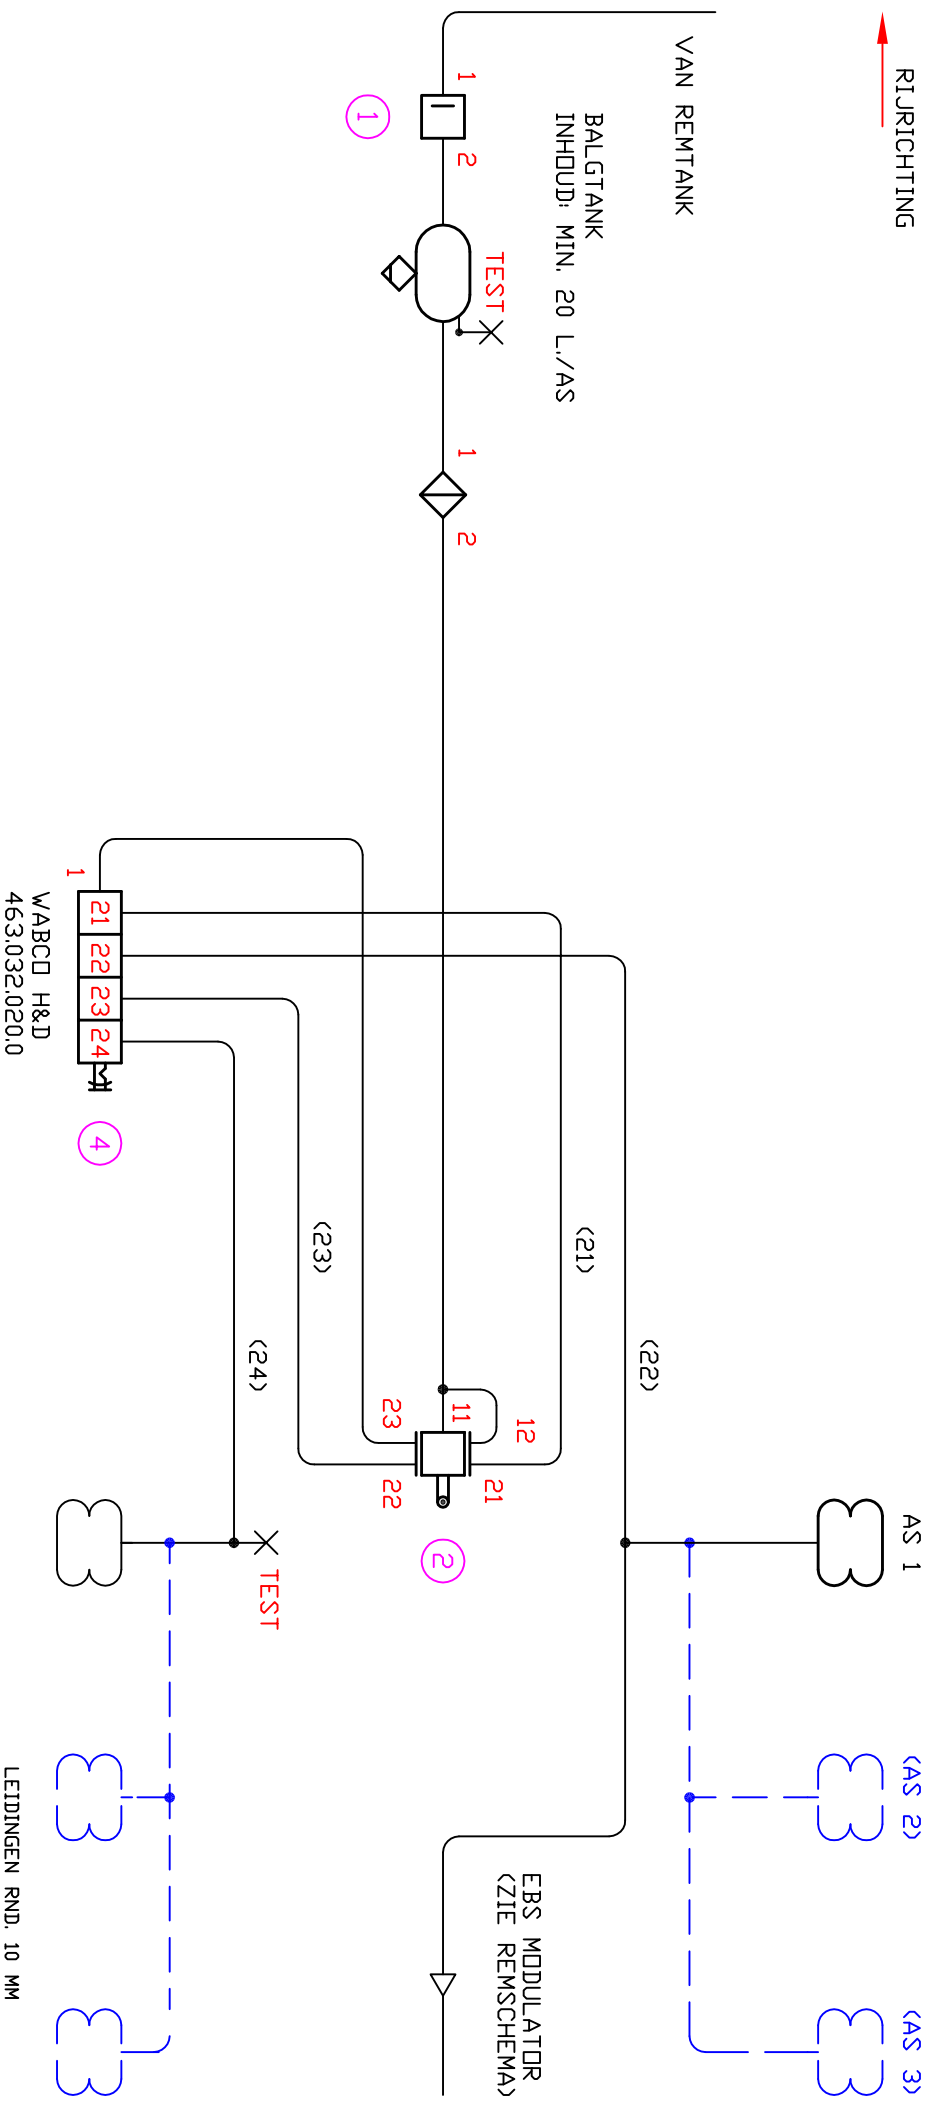 RIJRICHTING
VAN REMTANK
BALGTANK
INHOUD: MIN. 20 L./AS
1
2
1
TEST
1
2
AS 1
(AS 2)
(AS 3)
(22)
(21)
12
11
21
23
22
2
EBS MODULATOR
(ZIE REMSCHEMA)
(23)
(24)
TEST
1
21
22
23
24
4
WABCO H&D
463.032.020.0
LEIDINGEN RND. 10 MM